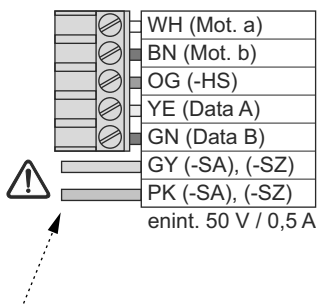 WH (Mot. a)
BN (Mot. b)
OG (-HS)
YE (Data A)
GN (Data B)
GY (-SA), (-SZ)
PK (-SA), (-SZ)
enint. 50 V / 0,5 A